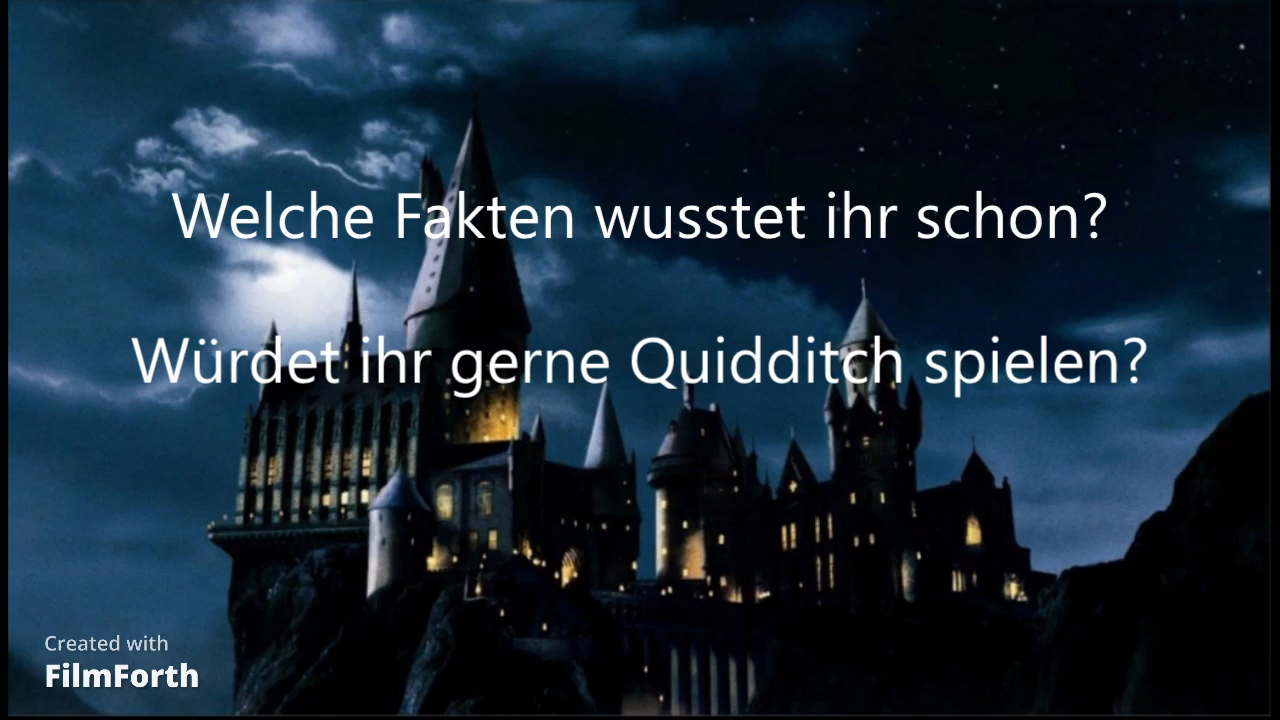 Welche Fakten wusstet ihr schon?
Würdet ihr gerne Quidditch spielen?
Created with
FilmForth